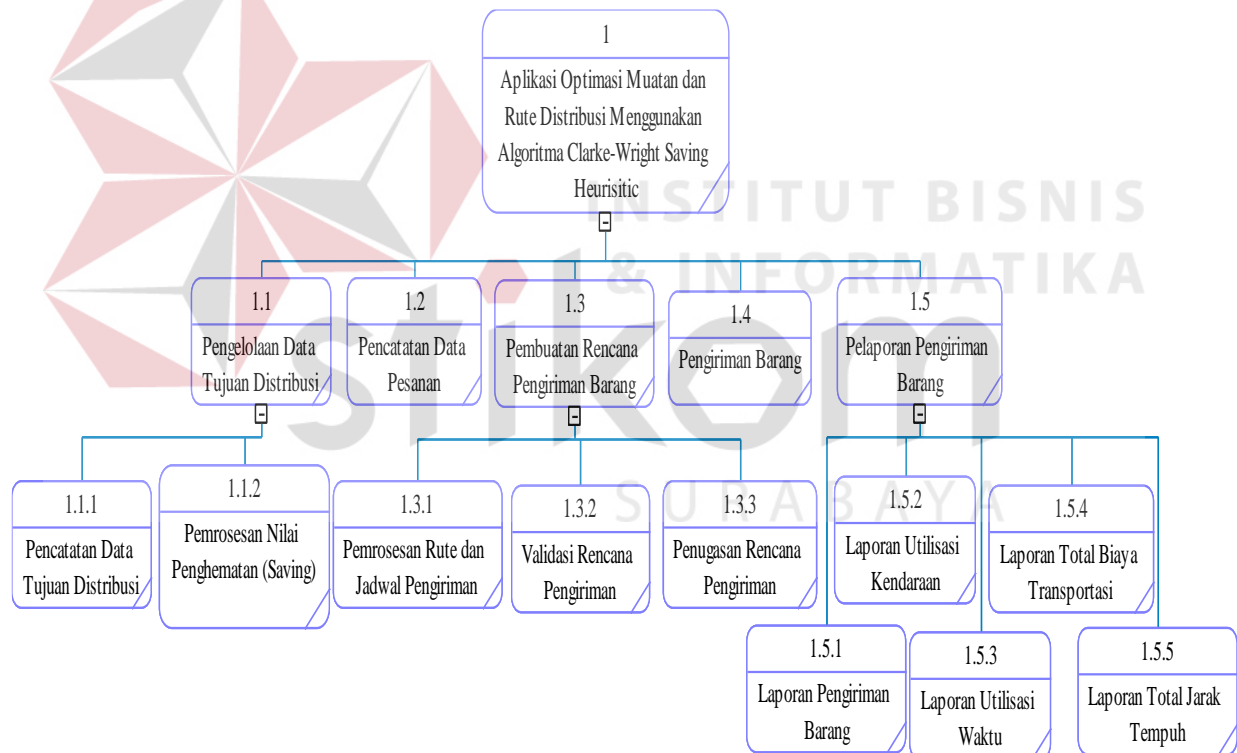 1
Aplikasi Optimasi Muatan dan
Rute Distribusi Menggunakan
Algoritma Clarke-Wright Saving
Heurisitic
INSTITUT BISNIS
& INFORMATIKA
stikom
SURABAYA
1.1
Pengelolaan Data
Tujuan Distribusi
1.2
Pencatatan Data
Pesanan
1.3
Pembuatan Rencana
Pengiriman Barang
1.4
Pengiriman Barang
1.5
Pelaporan Pengiriman
Barang
1.1.1
Pencatatan Data
Tujuan Distribusi
1.1.2
Pemrosesan Nilai
Penghematan (Saving)
1.3.1
Pemrosesan Rute dan
Jadwal Pengiriman
1.3.2
Validasi Rencana
Pengiriman
1.3.3
Penugasan Rencana
Pengiriman
1.5.2
Laporan Utilisasi
Kendaraan
1.5.4
Laporan Total Biaya
Transportasi
1.5.1
Laporan Pengiriman
Barang
1.5.3
Laporan Utilisasi
Waktu
1.5.5
Laporan Total Jarak
Tempuh